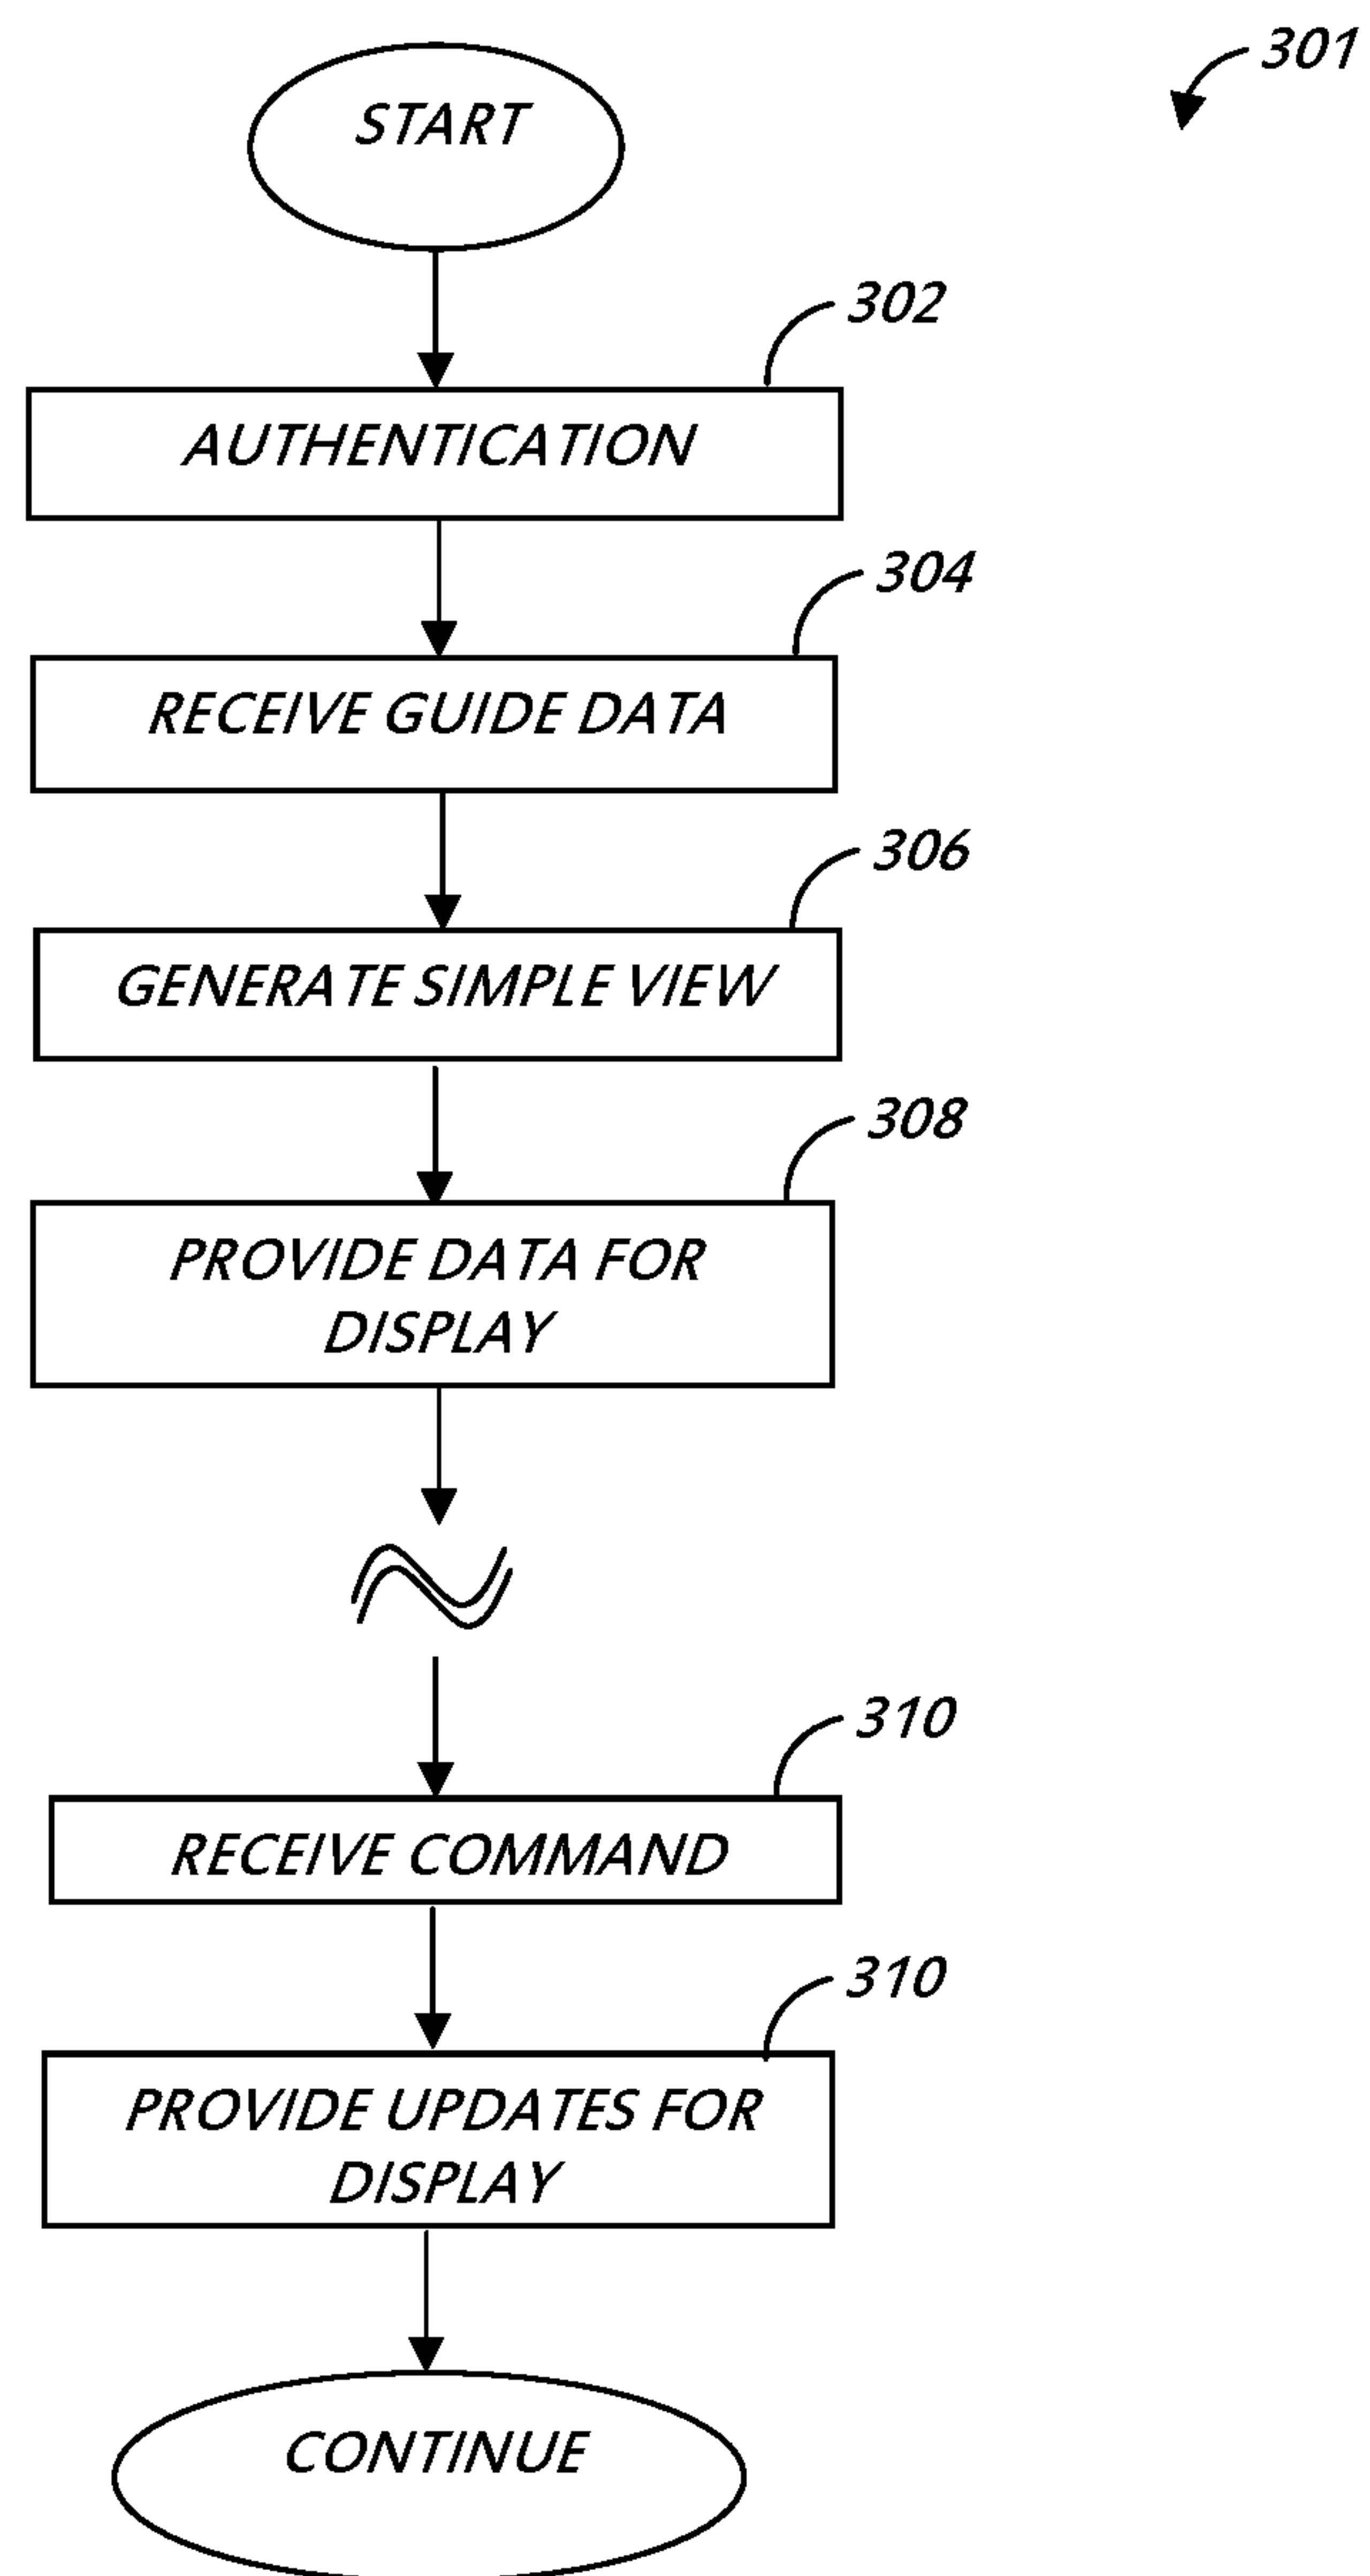 301
START
302
AUTHENTICATION
304
RECEIVE GUIDE DATA
306
GENERATE SIMPLE VIEW
308
PROVIDE DATA FOR
DISPLAY
310
RECEIVE COMMAND
310
PROVIDE UPDATES FOR
DISPLAY
CONTINUE